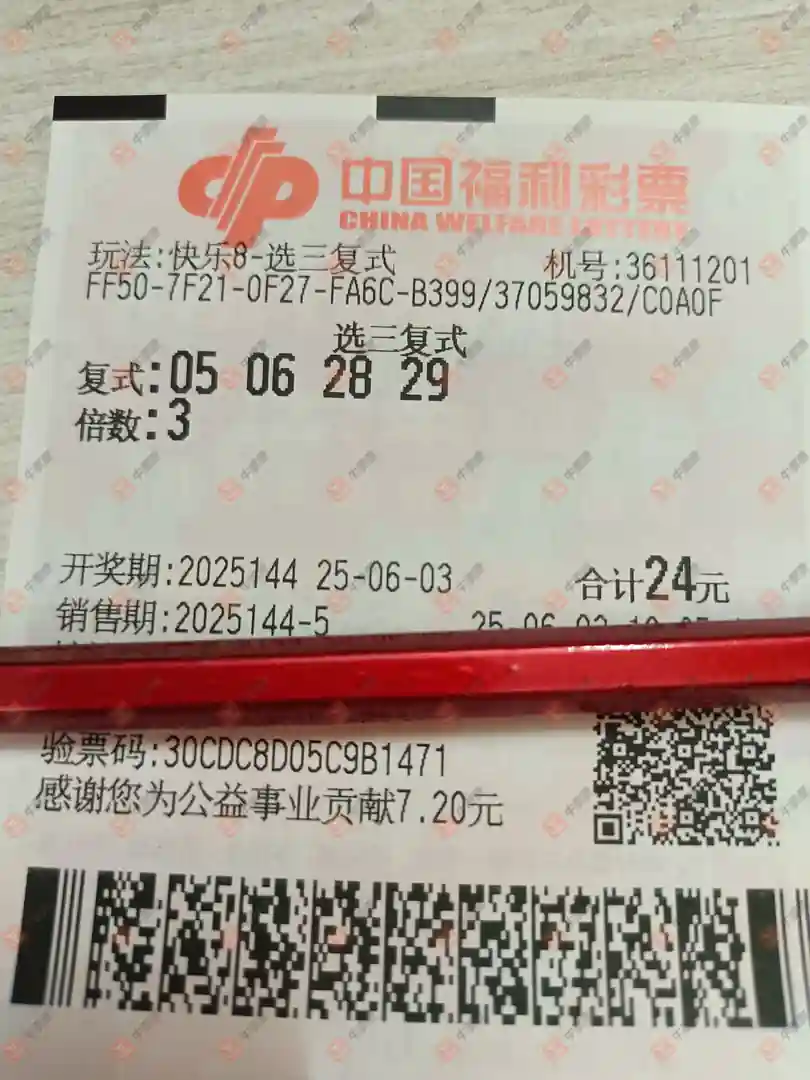 中国福利彩票
CHINA WELFARE LOTTERY
玩法:快乐8-选三复式 机号:36111201
FF50-7F21-0F27-FA6C-B399/37059832/C0A0F
选三复式
复式:05 06 28 29
倍数:3
开奖期:2025144 25-06-03 合计24元
销售期:2025144-5
验票码:30CDC8D05C9B1471
感谢您为公益事业贡献7.20元